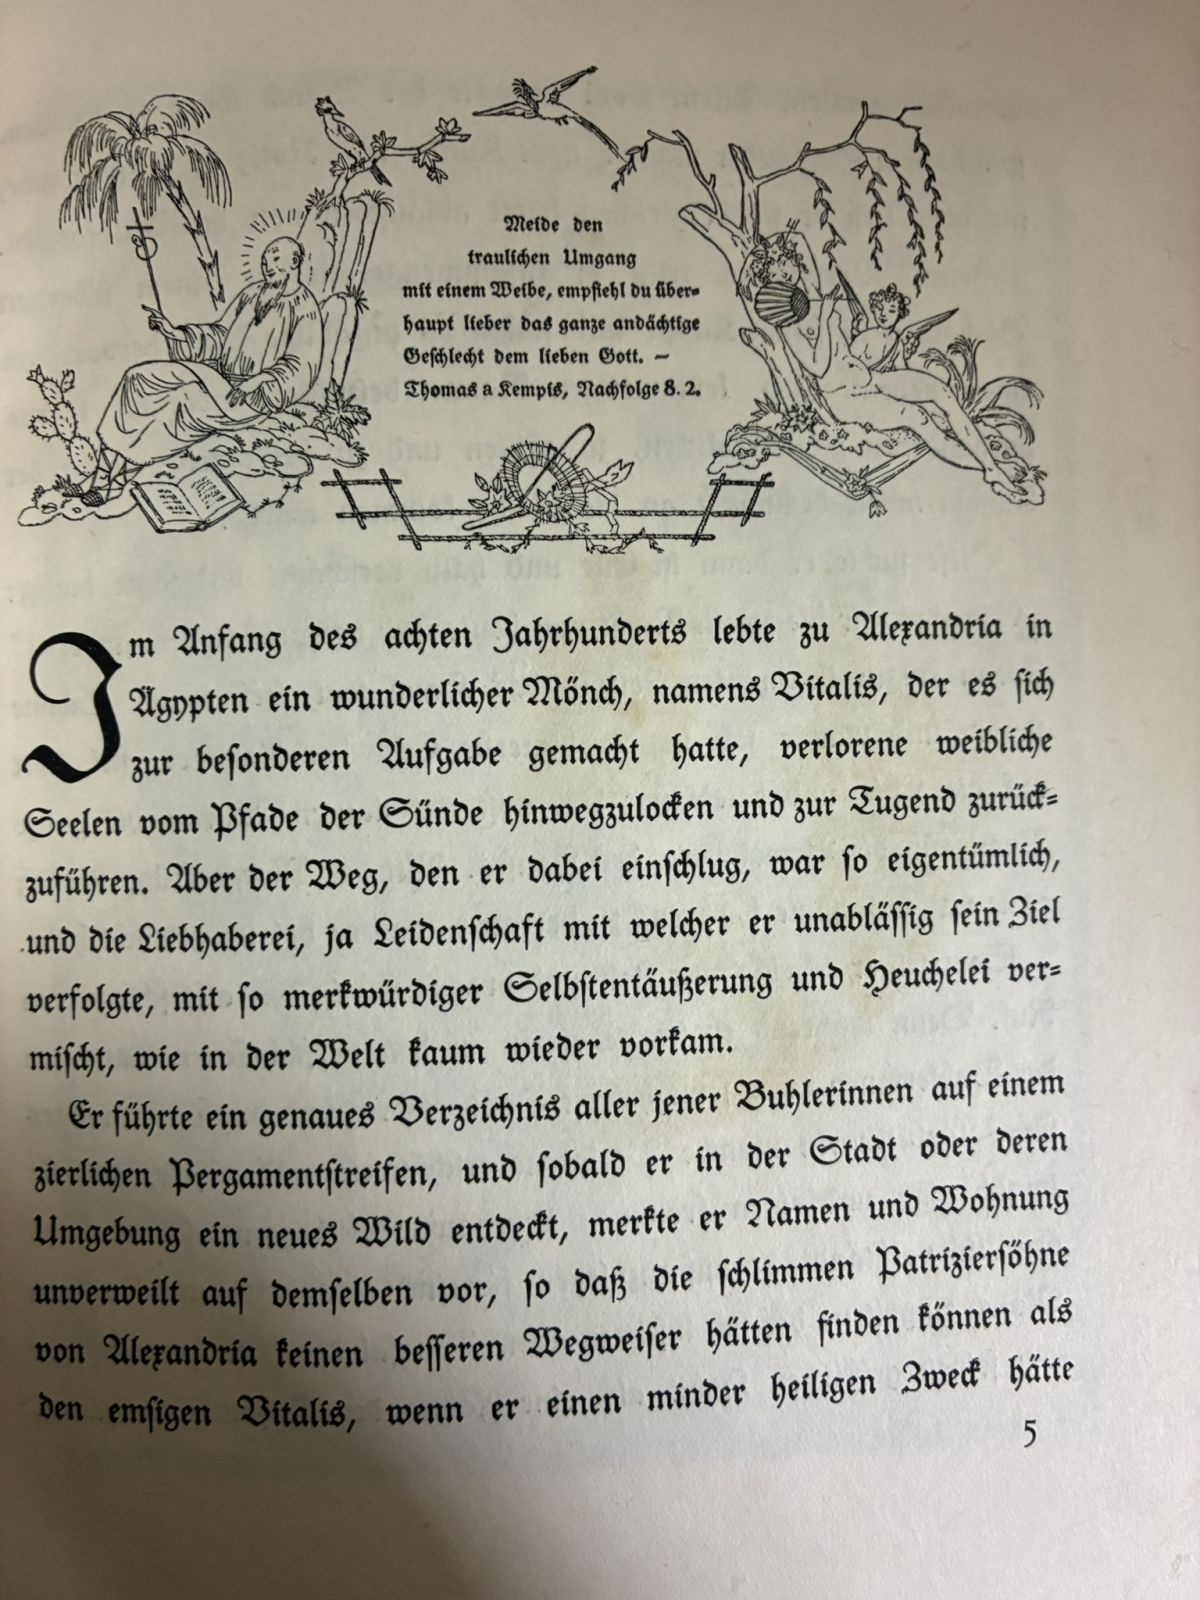 Meide den
traulichen Umgang
mit einem Weibe, empfiehl du über-
haupt lieber das ganze andächtige
Geschlecht dem lieben Gott. —
Thomas a Kempis, Nachfolge 8. 2.
Im Anfang des achten Jahrhunderts lebte zu Alexandria in
Ägypten ein wunderlicher Mönch, namens Vitalis, der es sich
zur besonderen Aufgabe gemacht hatte, verlorene weibliche
Seelen vom Pfade der Sünde hinwegzulocken und zur Tugend zurück-
zuführen. Aber der Weg, den er dabei einschlug, war so eigentümlich,
und die Liebhaberei, ja Leidenschaft mit welcher er unablässig sein Ziel
verfolgte, mit so merkwürdiger Selbstentäußerung und Heuchelei ver-
mischt, wie in der Welt kaum wieder vorkam.
Er führte ein genaues Verzeichnis aller jener Buhlerinnen auf einem
zierlichen Pergamentstreifen, und sobald er in der Stadt oder deren
Umgebung ein neues Wild entdeckt, merkte er Namen und Wohnung
unverweilt auf demselben vor, so daß die schlimmen Patriziersöhne
von Alexandria keinen besseren Wegweiser hätten finden können als
den emsigen Vitalis, wenn er einen minder heiligen Zweck hätte
5